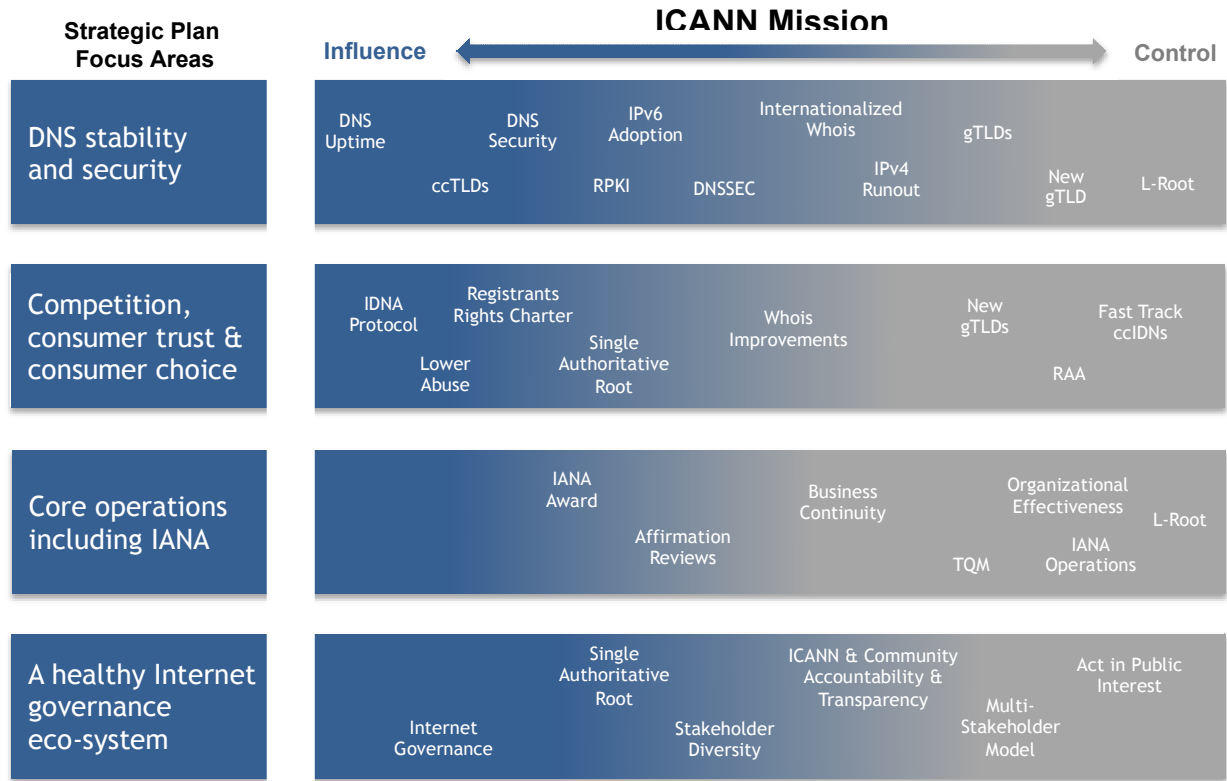 Strategic Plan
Focus Areas
ICANN Mission
Influence
Control
DNS stability
and security
DNS
Uptime
ccTLDs
DNS
Security
IPv6
Adoption
RPKI
DNSSEC
Internationalized
Whois
IPv4
Runout
gTLDs
New
gTLD
L-Root
Competition,
consumer trust &
consumer choice
IDNA
Protocol
Lower
Abuse
Registrants
Rights Charter
Single
Authoritative
Root
Whois
Improvements
New
gTLDs
RAA
Fast Track
ccIDNs
Core operations
including IANA
IANA
Award
Affirmation
Reviews
Business
Continuity
TQM
Organizational
Effectiveness
IANA
Operations
L-Root
A healthy Internet
governance
eco-system
Internet
Governance
Single
Authoritative
Root
Stakeholder
Diversity
ICANN & Community
Accountability &
Transparency
Multi-
Stakeholder
Model
Act in Public
Interest